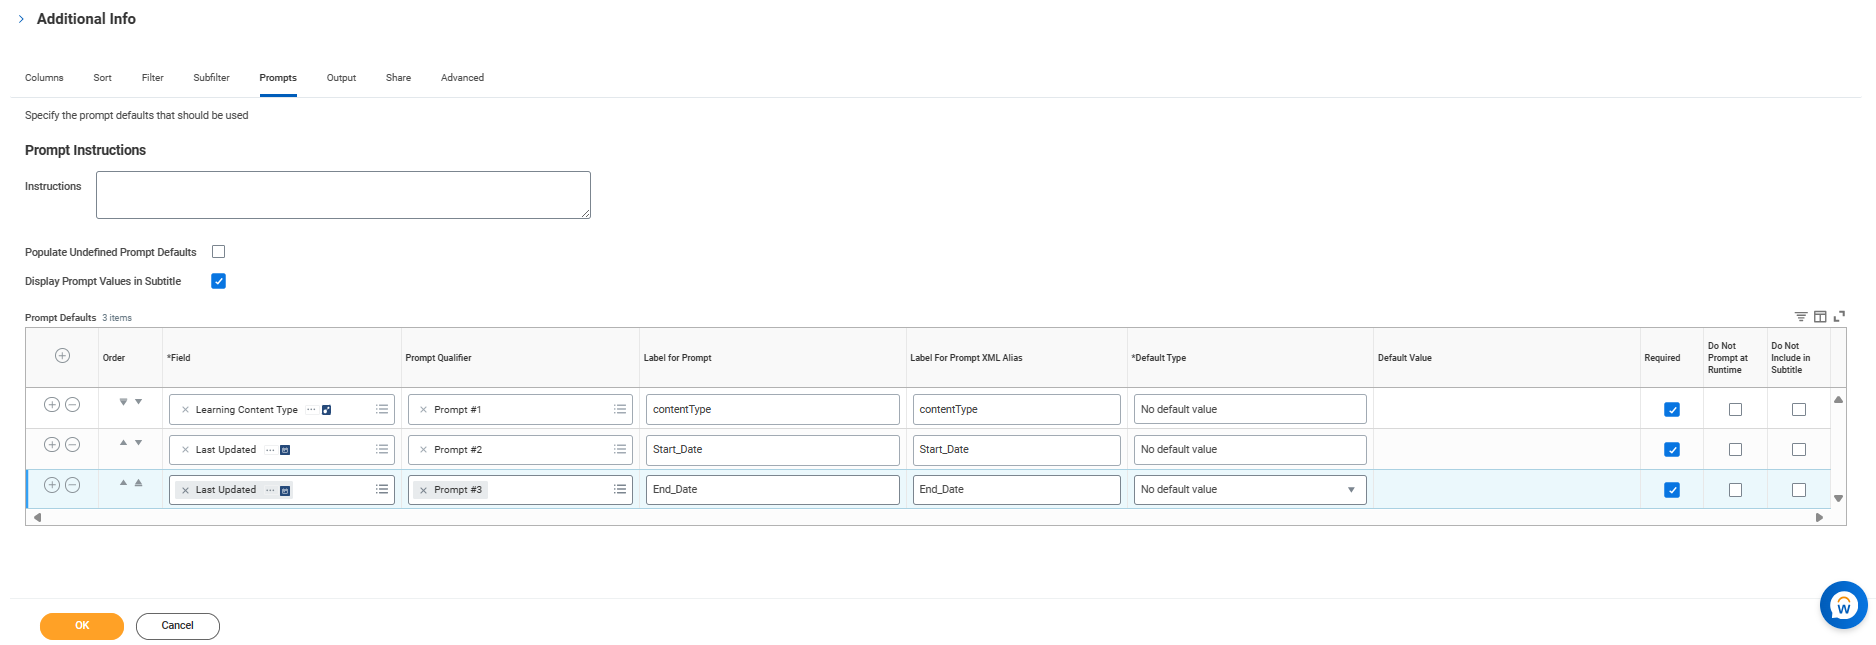 Additional Info
Columns Sort Filter Subfilter Prompts Output Share Advanced
Specify the prompt defaults that should be used
Prompt Instructions
Instructions
Populate Undefined Prompt Defaults
Display Prompt Values in Subtitle
Prompt Defaults 3 items
Order *Field Prompt Qualifier Label for Prompt Label For Prompt XML Alias *Default Type Default Value Required Do Not Prompt at Runtime Do Not Include in Subtitle
Learning Content Type Prompt #1 contentType contentType No default value
Last Updated Prompt #2 Start_Date Start_Date No default value
Last Updated Prompt #3 End_Date End_Date No default value
OK Cancel
w